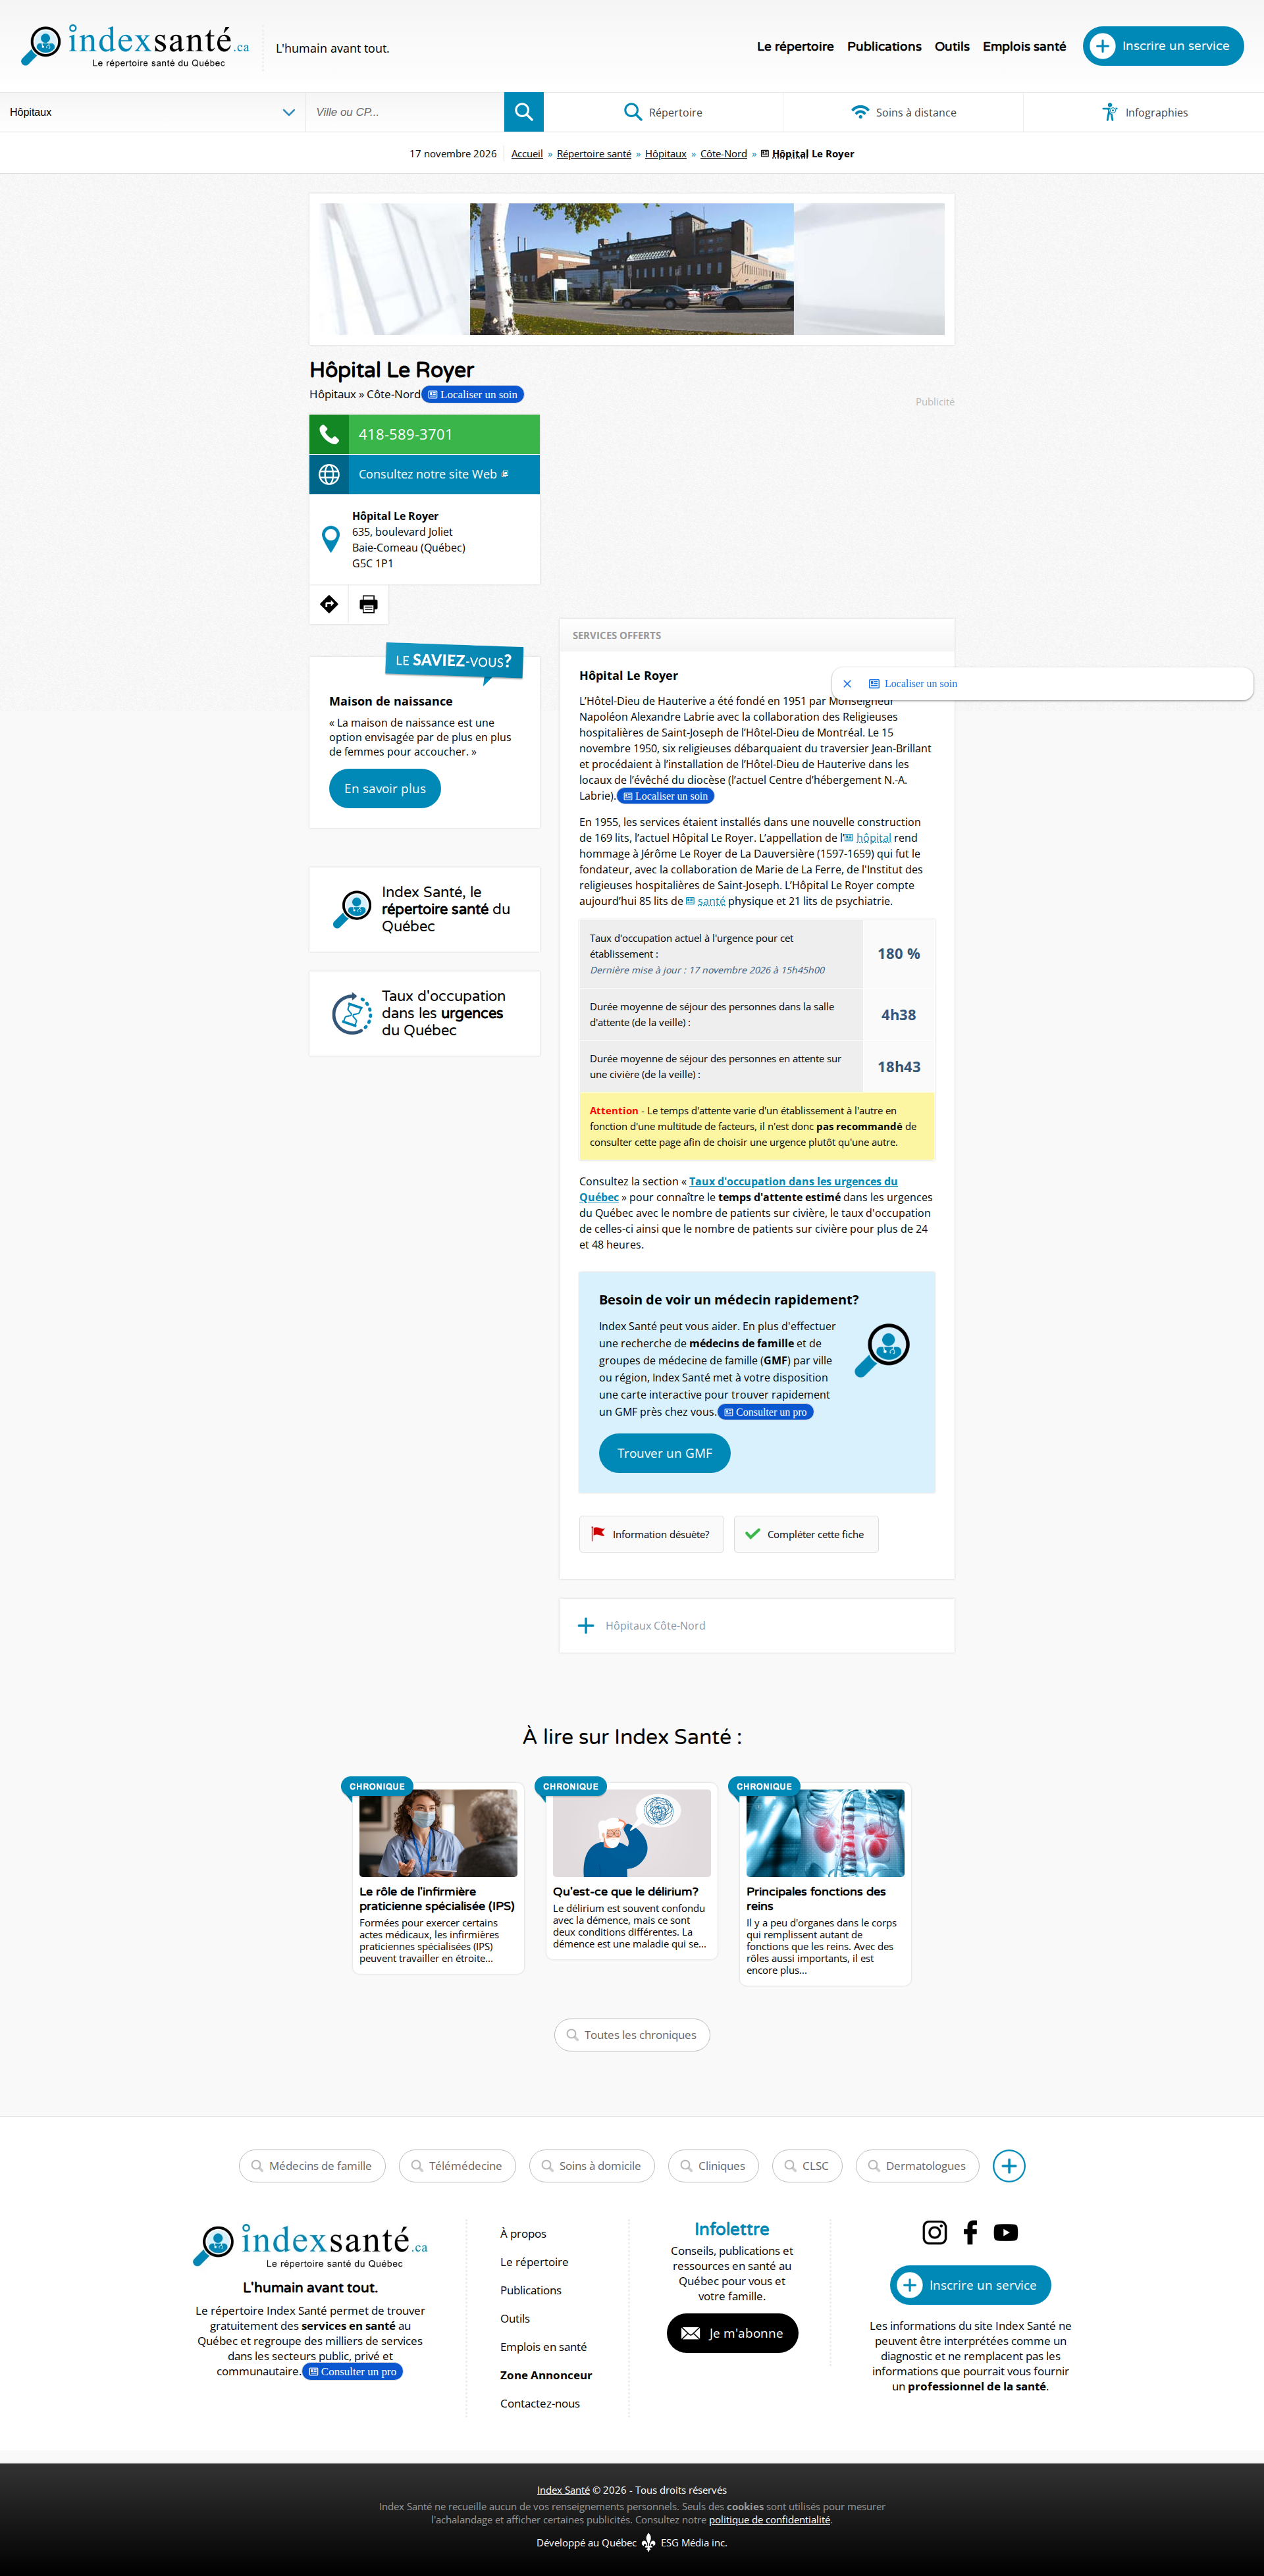 indexsanté.ca
Le répertoire santé du Québec
L'humain avant tout.
Le répertoire
Publications
Outils
Emplois santé
Inscrire un service
Hôpitaux
Ville ou CP...
Répertoire
Soins à distance
Infographies
17 novembre 2026
Accueil » Répertoire santé » Hôpitaux » Côte-Nord » Hôpital Le Royer
Hôpital Le Royer
Hôpitaux » Côte-Nord Localiser un soin
Publicité
418-589-3701
Consultez notre site Web
Hôpital Le Royer
635, boulevard Joliet
Baie-Comeau (Québec)
G5C 1P1
LE SAVIEZ-VOUS?
Maison de naissance
« La maison de naissance est une
option envisagée par de plus en plus
de femmes pour accoucher. »
En savoir plus
Index Santé, le
répertoire santé du
Québec
Taux d'occupation
dans les urgences
du Québec
SERVICES OFFERTS
Hôpital Le Royer
Localiser un soin
L’Hôtel-Dieu de Hauterive a été fondé en 1951 par Monseigneur
Napoléon Alexandre Labrie avec la collaboration des Religieuses
hospitalières de Saint-Joseph de l’Hôtel-Dieu de Montréal. Le 15
novembre 1950, six religieuses débarquaient du traversier Jean-Brillant
et procédaient à l’installation de l’Hôtel-Dieu de Hauterive dans les
locaux de l’évêché du diocèse (l’actuel Centre d’hébergement N.-A.
Labrie). Localiser un soin
En 1955, les services étaient installés dans une nouvelle construction
de 169 lits, l’actuel Hôpital Le Royer. L’appellation de l’hôpital rend
hommage à Jérôme Le Royer de La Dauversière (1597-1659) qui fut le
fondateur, avec la collaboration de Marie de La Ferre, de l'Institut des
religieuses hospitalières de Saint-Joseph. L’Hôpital Le Royer compte
aujourd’hui 85 lits de santé physique et 21 lits de psychiatrie.
Taux d'occupation actuel à l'urgence pour cet
établissement :
Dernière mise à jour : 17 novembre 2026 à 15h45h00
180 %
Durée moyenne de séjour des personnes dans la salle
d'attente (de la veille) :
4h38
Durée moyenne de séjour des personnes en attente sur
une civière (de la veille) :
18h43
Attention - Le temps d'attente varie d'un établissement à l'autre en
fonction d'une multitude de facteurs, il n'est donc pas recommandé de
consulter cette page afin de choisir une urgence plutôt qu'une autre.
Consultez la section « Taux d'occupation dans les urgences du
Québec » pour connaître le temps d'attente estimé dans les urgences
du Québec avec le nombre de patients sur civière, le taux d'occupation
de celles-ci ainsi que le nombre de patients sur civière pour plus de 24
et 48 heures.
Besoin de voir un médecin rapidement?
Index Santé peut vous aider. En plus d'effectuer
une recherche de médecins de famille et de
groupes de médecine de famille (GMF) par ville
ou région, Index Santé met à votre disposition
une carte interactive pour trouver rapidement
un GMF près chez vous. Consulter un pro
Trouver un GMF
Information désuète?
Compléter cette fiche
Hôpitaux Côte-Nord
À lire sur Index Santé :
CHRONIQUE
Le rôle de l'infirmière
praticienne spécialisée (IPS)
Formées pour exercer certains
actes médicaux, les infirmières
praticiennes spécialisées (IPS)
peuvent travailler en étroite...
CHRONIQUE
Qu'est-ce que le délirium?
Le délirium est souvent confondu
avec la démence, mais ce sont
deux conditions différentes. La
démence est une maladie qui se...
CHRONIQUE
Principales fonctions des
reins
Il y a peu d'organes dans le corps
qui remplissent autant de
fonctions que les reins. Avec des
rôles aussi importants, il est
encore plus...
Toutes les chroniques
Médecins de famille
Télémédecine
Soins à domicile
Cliniques
CLSC
Dermatologues
indexsanté.ca
Le répertoire santé du Québec
L'humain avant tout.
Le répertoire Index Santé permet de trouver
gratuitement des services en santé au
Québec et regroupe des milliers de services
dans les secteurs public, privé et
communautaire. Consulter un pro
À propos
Le répertoire
Publications
Outils
Emplois en santé
Zone Annonceur
Contactez-nous
Infolettre
Conseils, publications et
ressources en santé au
Québec pour vous et
votre famille.
Je m'abonne
Inscrire un service
Les informations du site Index Santé ne
peuvent être interprétées comme un
diagnostic et ne remplacent pas les
informations que pourrait vous fournir
un professionnel de la santé.
Index Santé © 2026 - Tous droits réservés
Index Santé ne recueille aucun de vos renseignements personnels. Seuls des cookies sont utilisés pour mesurer
l'achalandage et afficher certaines publicités. Consultez notre politique de confidentialité.
Développé au Québec ESG Média inc.